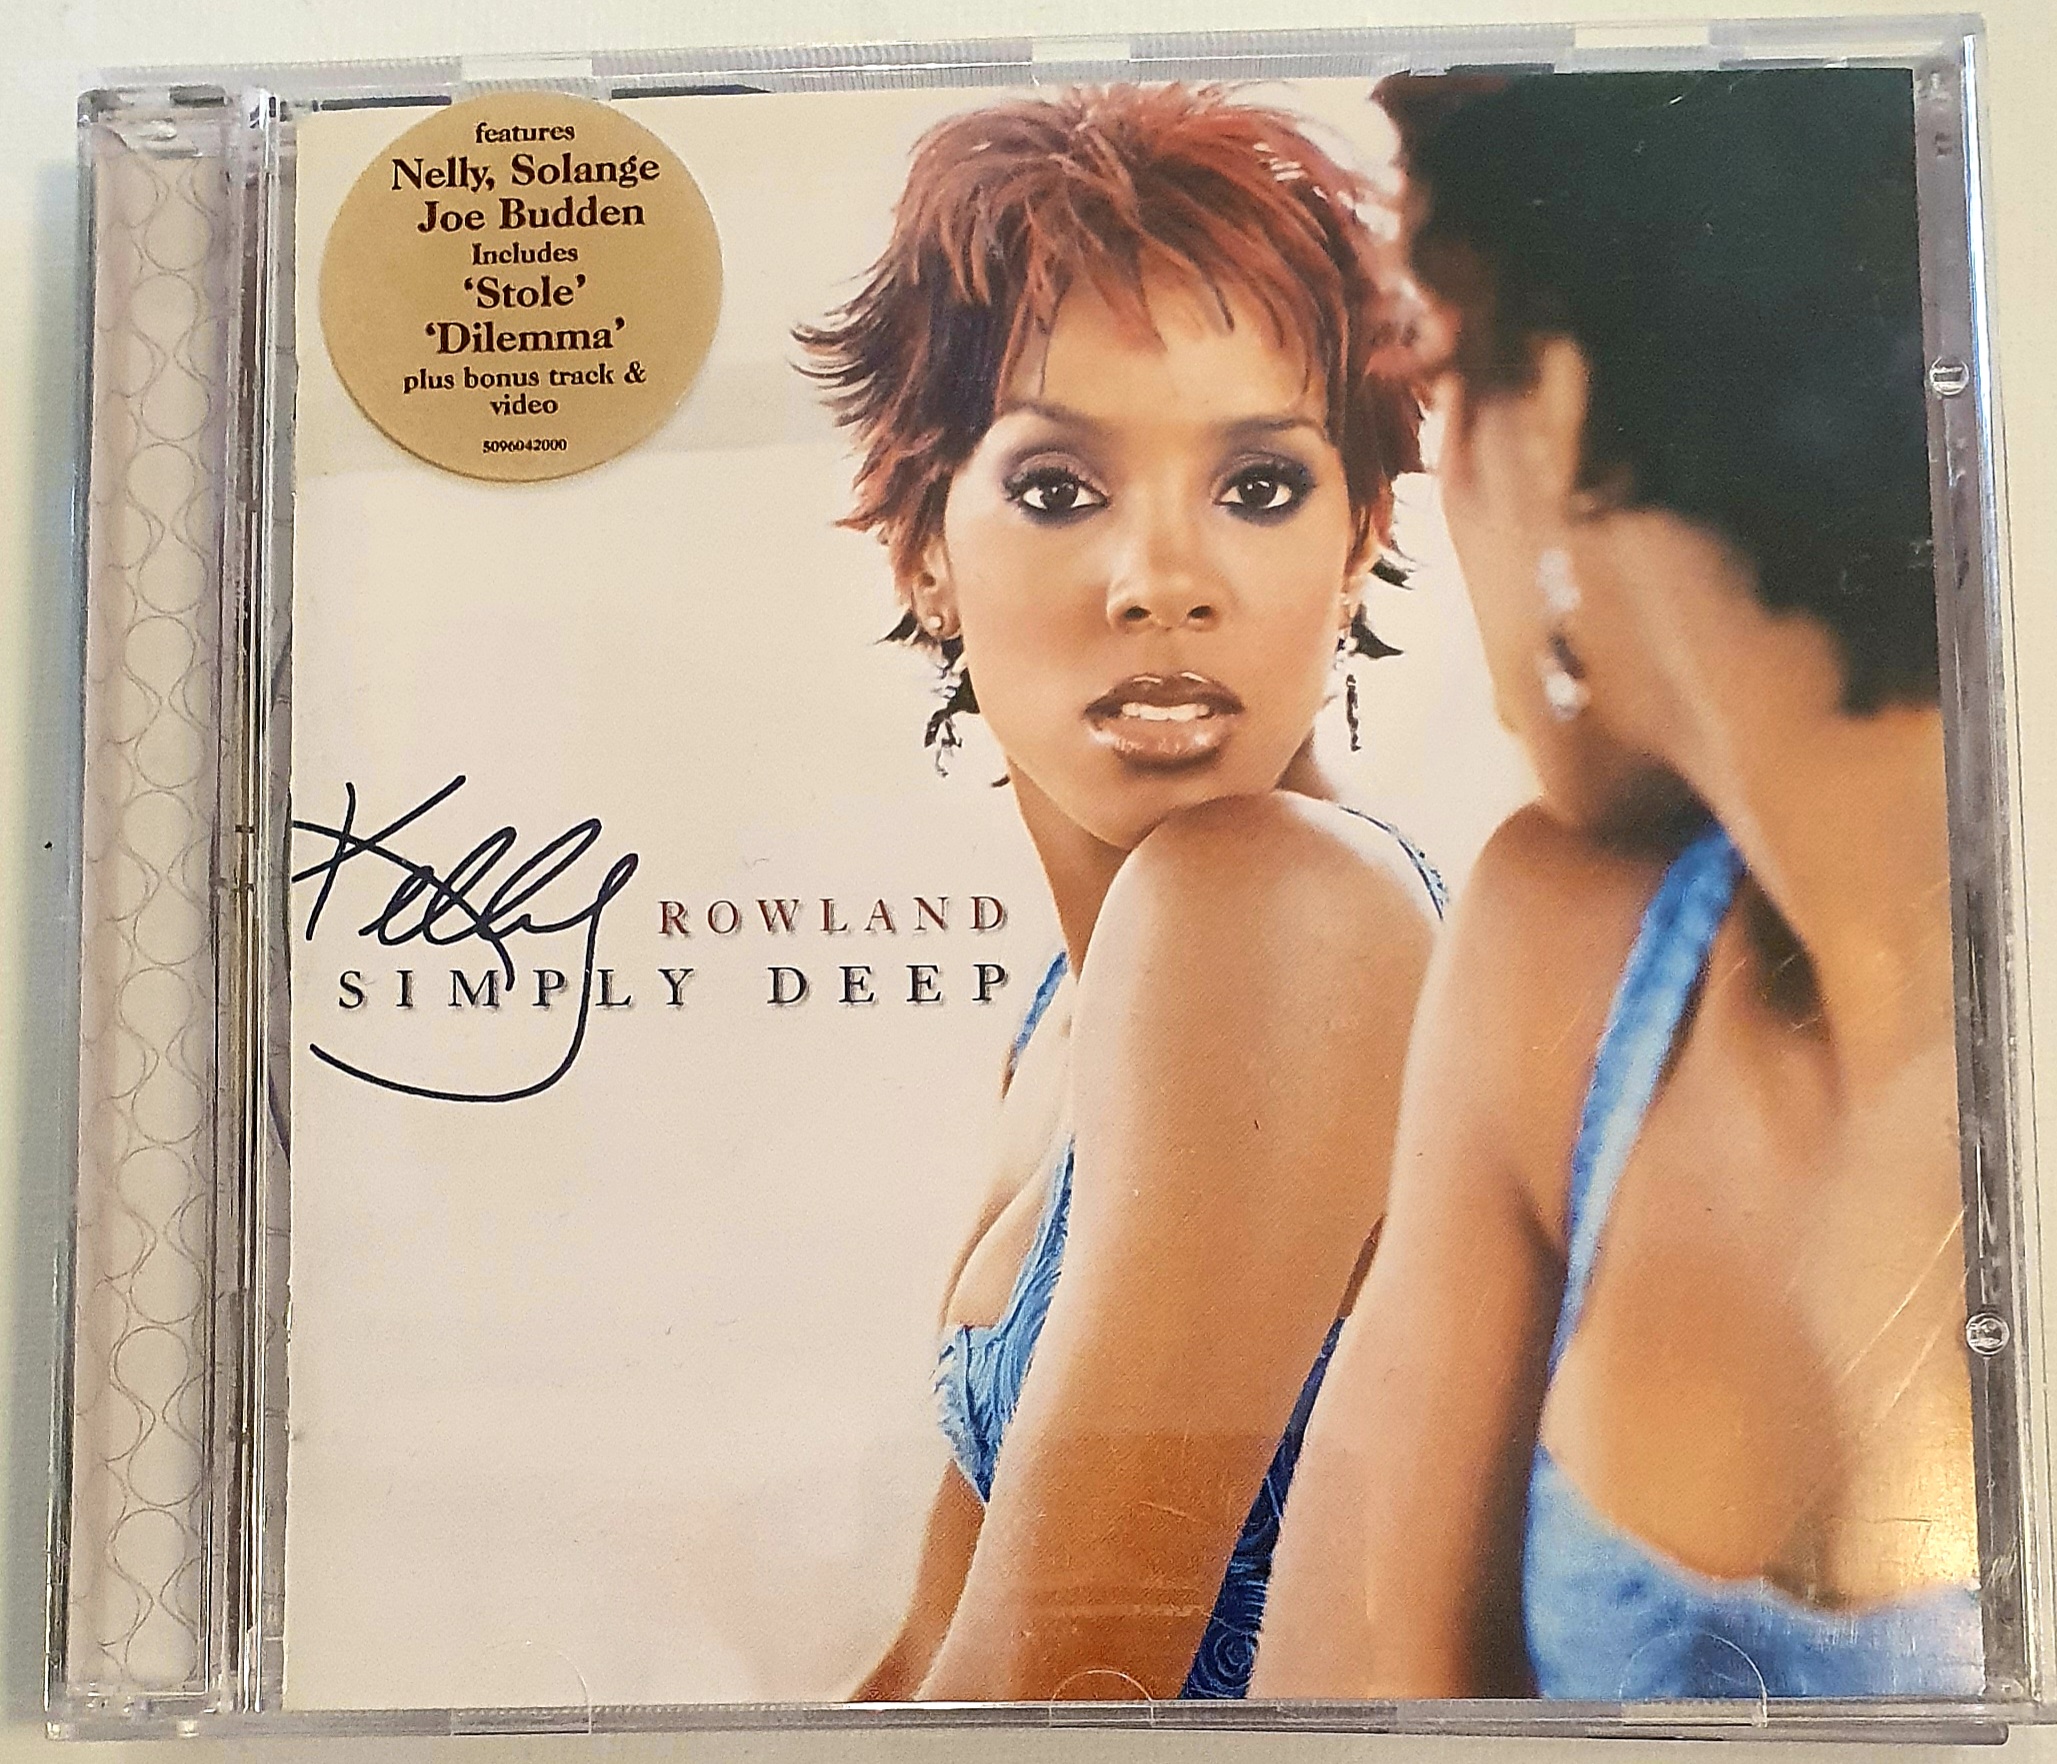 features
Nelly, Solange
Joe Budden
Includes
‘Stole’
‘Dilemma’
plus bonus track &
video
5096042000
Kelly ROWLAND
SIMPLY DEEP